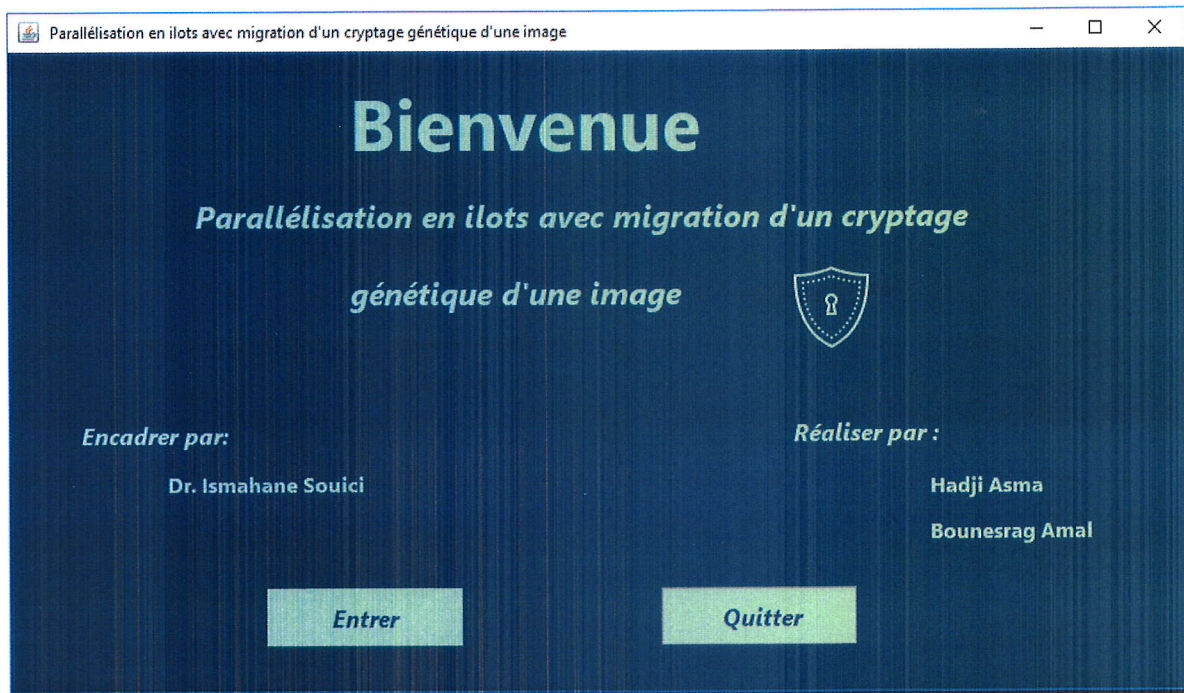 Parallélisation en ilots avec migration d'un cryptage génétique d'une image
Bienvenue
Parallélisation en ilots avec migration d'un cryptage
génétique d'une image
Encadrer par:
Dr. Ismahane Souici
Réaliser par :
Hadji Asma
Bounesrag Amal
Entrer
Quitter